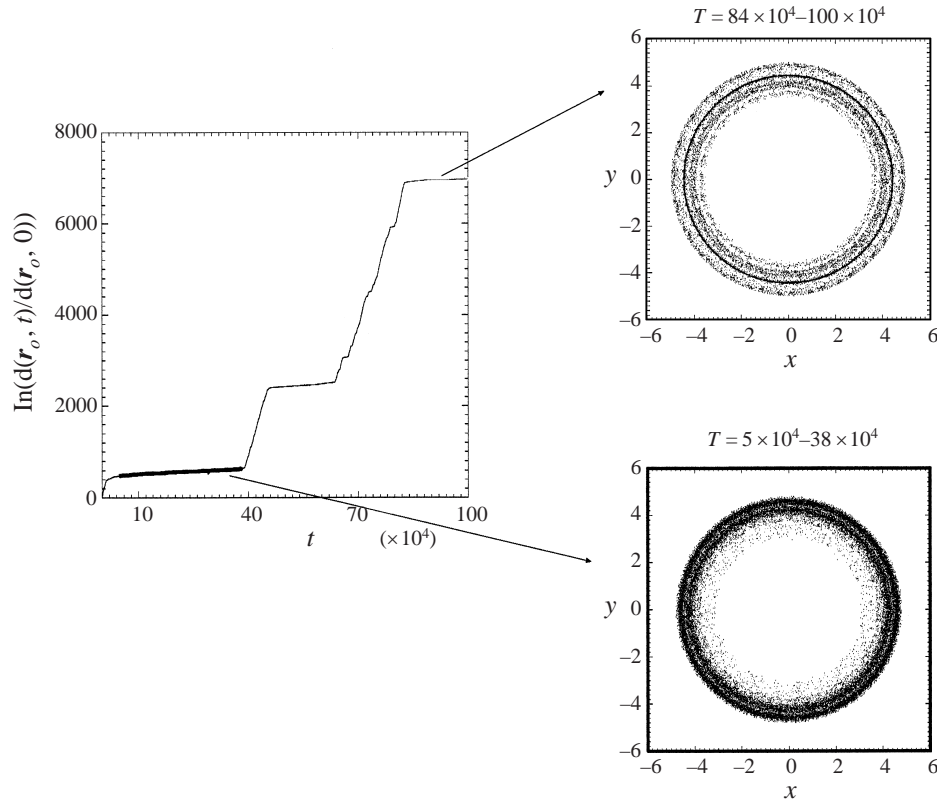 T = 84 × 10⁴–100 × 10⁴
6
4
2
y 0
–2
–4
–6
–6 –4 –2 0 2 4 6
x
8000
6000
4000
2000
0
ln(d(r_o, t)/d(r_o, 0))
10 40 70 100
t (×10⁴)
T = 5 × 10⁴–38 × 10⁴
6
4
2
y 0
–2
–4
–6
–6 –4 –2 0 2 4 6
x